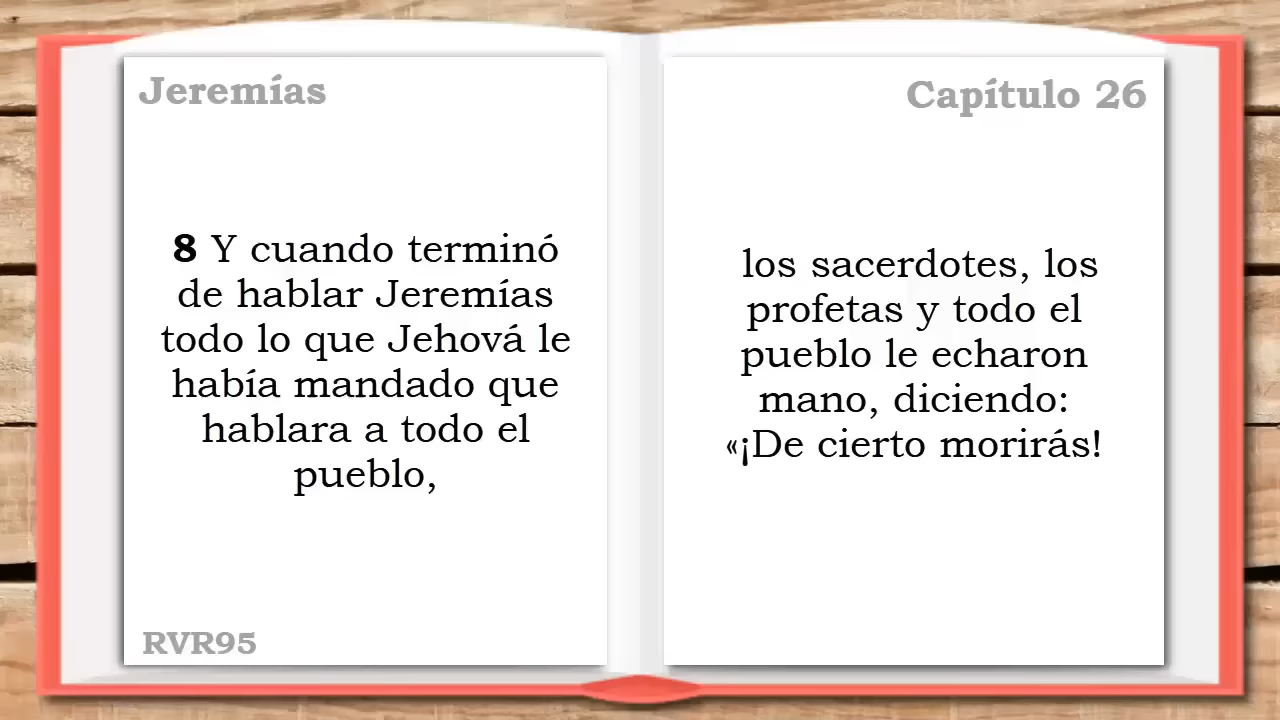 Jeremías
8 Y cuando terminó
de hablar Jeremías
todo lo que Jehová le
había mandado que
hablara a todo el
pueblo,
RVR95
Capítulo 26
los sacerdotes, los
profetas y todo el
pueblo le echaron
mano, diciendo:
«¡De cierto morirás!